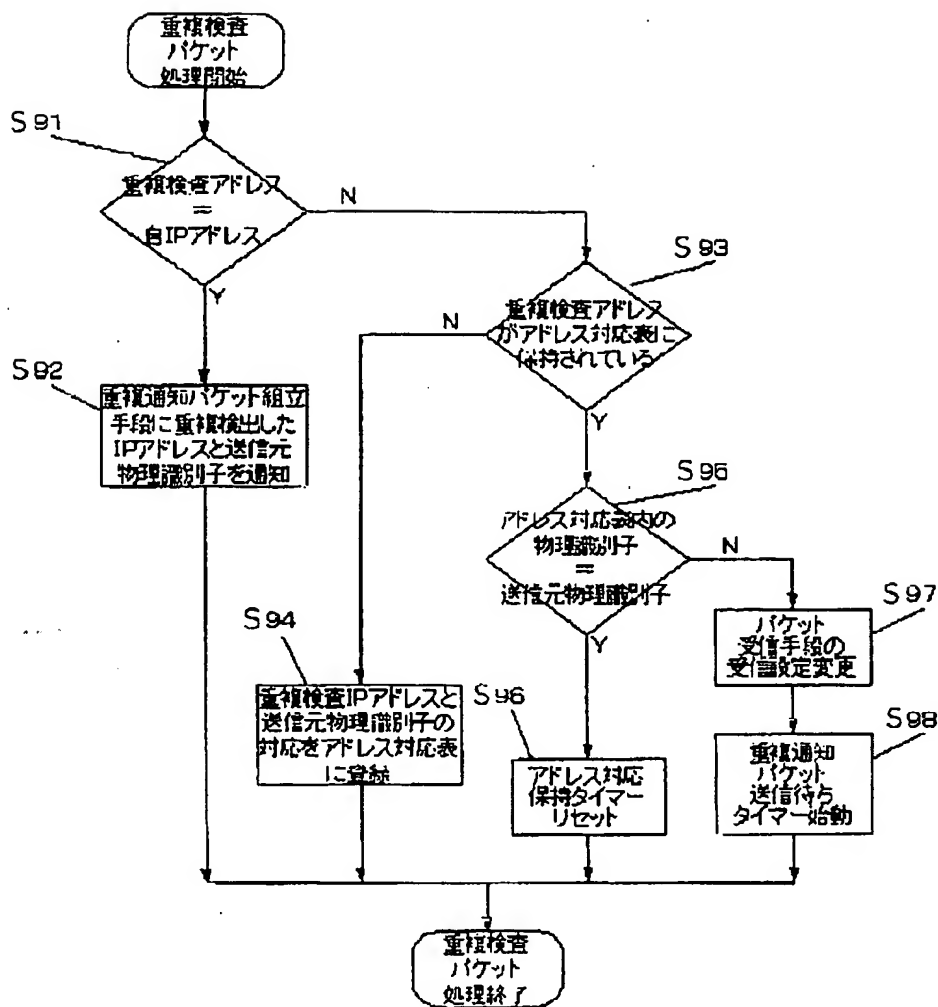 重複検査
パケット
処理開始
S91
重複検査アドレス
=
自IPアドレス
N
Y
S93
重複検査アドレス
がアドレス対応表に
保持されている
N
Y
S92
重複通知パケット組立
手段に重複検出した
IPアドレスと送信元
物理識別子を通知
S95
アドレス対応表内の
物理識別子
=
送信元物理識別子
N
Y
S97
パケット
受信手段の
受信設定変更
S94
重複検査IPアドレスと
送信元物理識別子の
対応をアドレス対応表
に登録
S96
アドレス対応
保持タイマー
リセット
S98
重複通知
パケット
送信待ち
タイマー始動
重複検査
パケット
処理終了